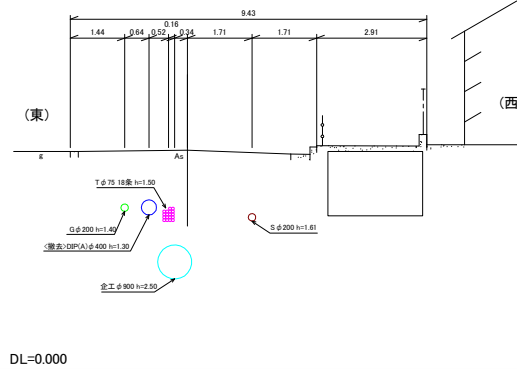 9.43
0.16
1.44 0.64 0.52 0.34 1.71 1.71 2.91
(東)
(西
g As
Tφ75 18条 h=1.50
Gφ200 h=1.40
Sφ200 h=1.61
<撤去>DIP(A)φ400 h=1.30
企工φ900 h=2.50
DL=0.000